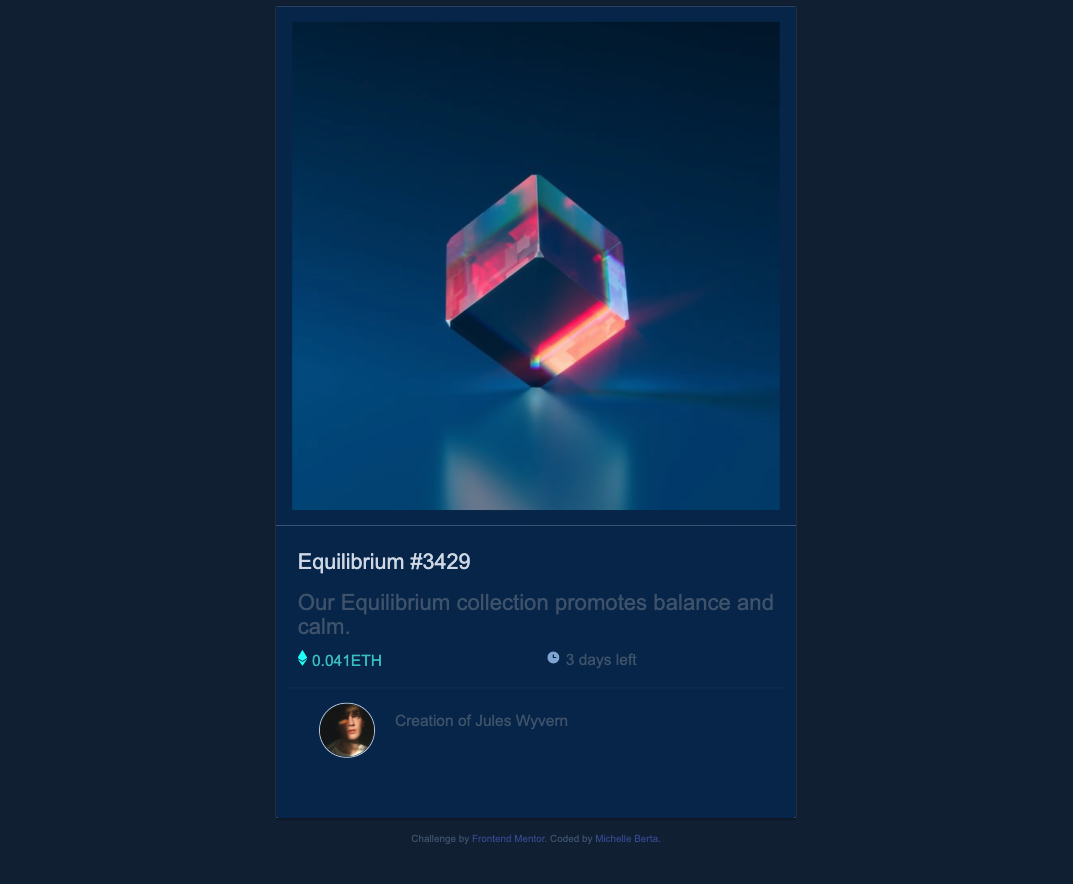 Equilibrium #3429
Our Equilibrium collection promotes balance and
calm.
0.041ETH
3 days left
Creation of Jules Wyvern
Challenge by Frontend Mentor. Coded by Michelle Berta.